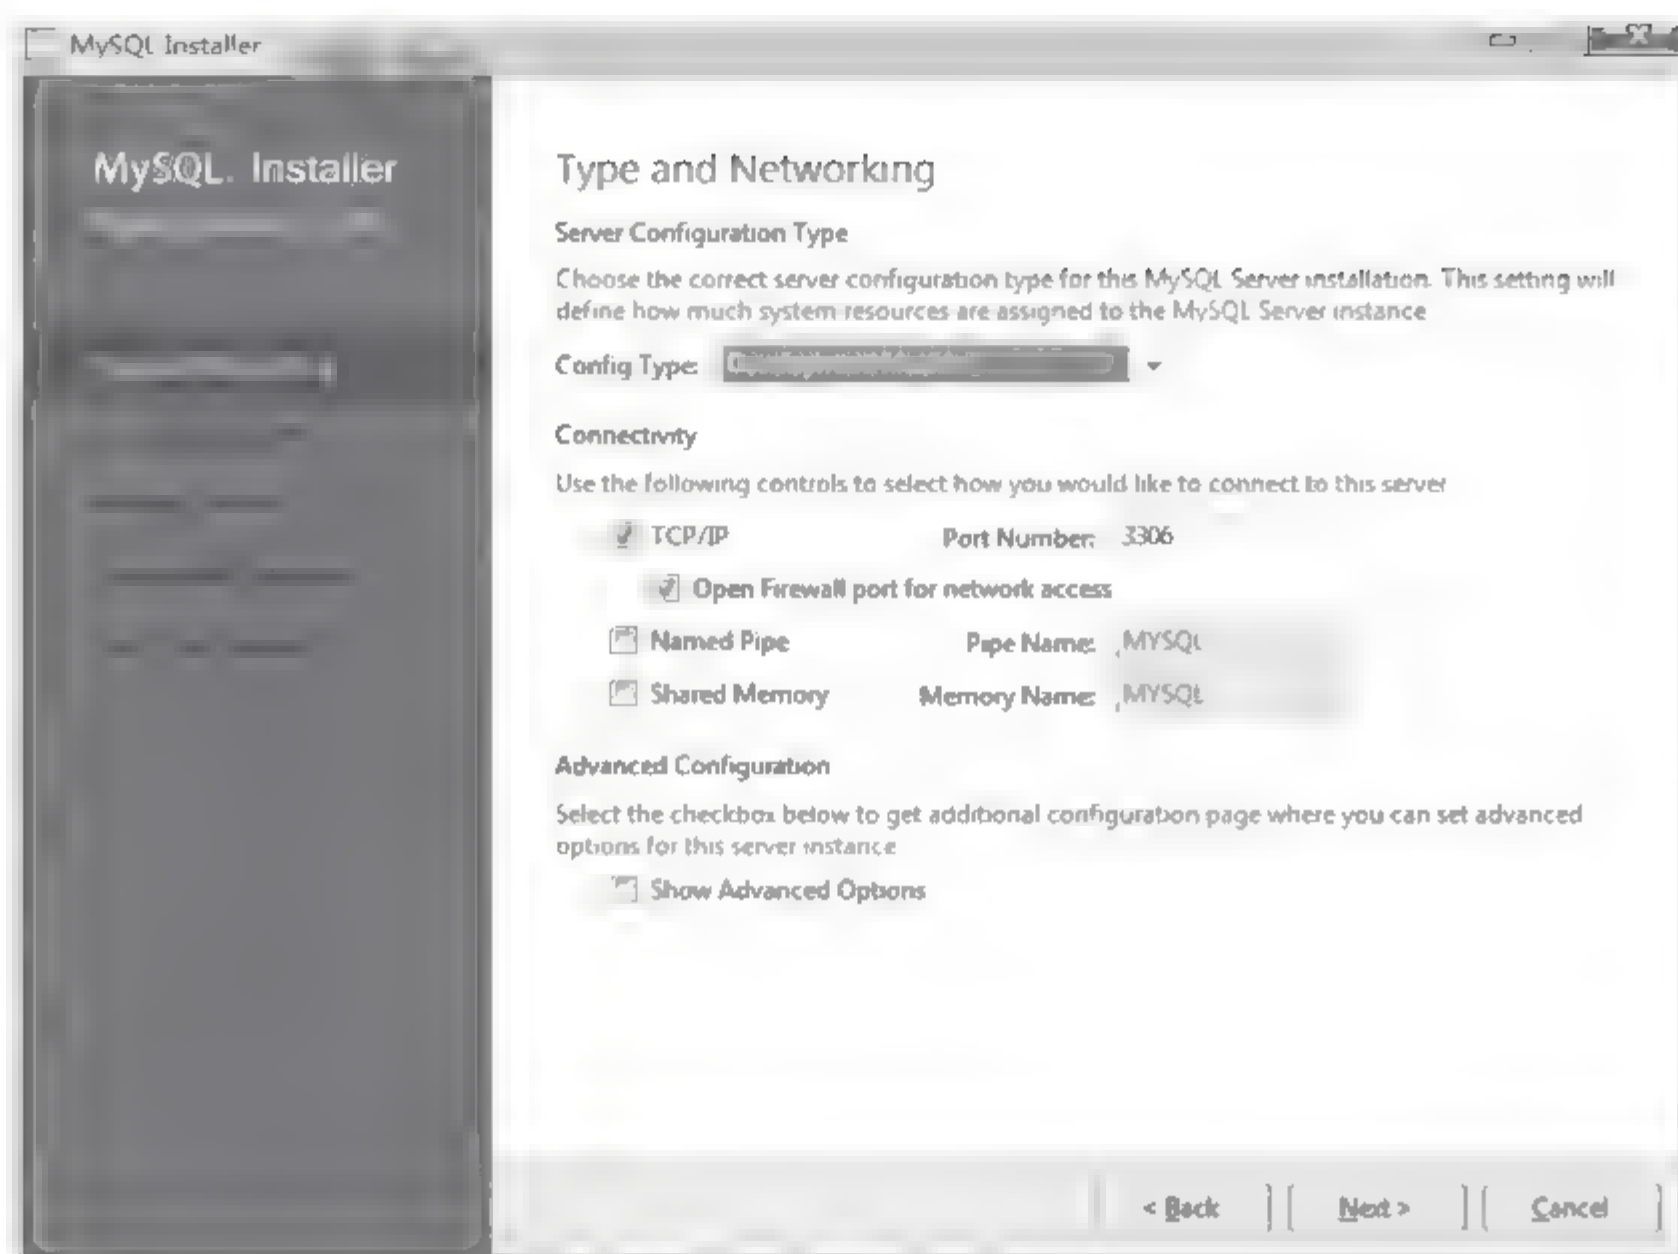 MySQL Installer
MySQL. Installer
Type and Networking
Server Configuration Type
Choose the correct server configuration type for this MySQL Server installation. This setting will
define how much system resources are assigned to the MySQL Server instance
Config Type:
Connectivity
Use the following controls to select how you would like to connect to this server
TCP/IP Port Number: 3306
Open Firewall port for network access
Named Pipe Pipe Name: MYSQL
Shared Memory Memory Name: MYSQL
Advanced Configuration
Select the checkbox below to get additional configuration page where you can set advanced
options for this server instance
Show Advanced Options
< Back Next > Cancel